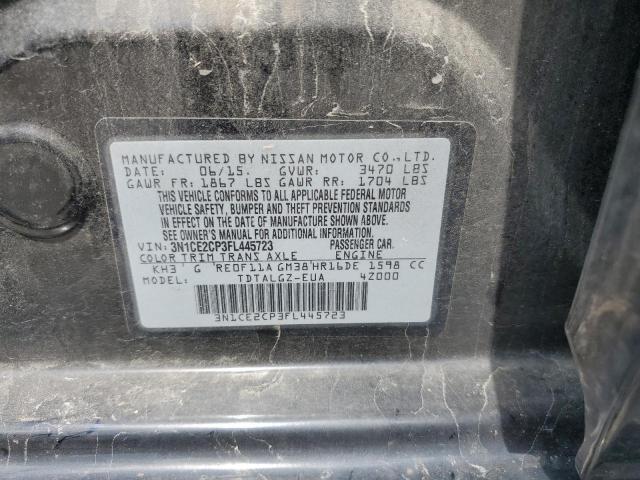 MANUFACTURED BY NISSAN MOTOR CO.,LTD.
DATE: 06/15. GVWR: 3470 LBS
GAWR FR: 1867 LBS GAWR RR: 1704 LBS
THIS VEHICLE CONFORMS TO ALL APPLICABLE FEDERAL MOTOR
VEHICLE SAFETY, BUMPER AND THEFT PREVENTION STANDARDS
IN EFFECT ON THE DATE OF MANUFACTURE SHOWN ABOVE.
SEE OWNER'S MANUAL FOR ADDITIONAL INFORMATION
VIN: 3N1CE2CP3FL445723 PASSENGER CAR.
COLOR TRIM TRANS AXLE ENGINE
KH3 G RE0F11A GM38 HR16DE 1598 CC
MODEL: TDTALGZ-EUA 4Z000
3N1CE2CP3FL445723